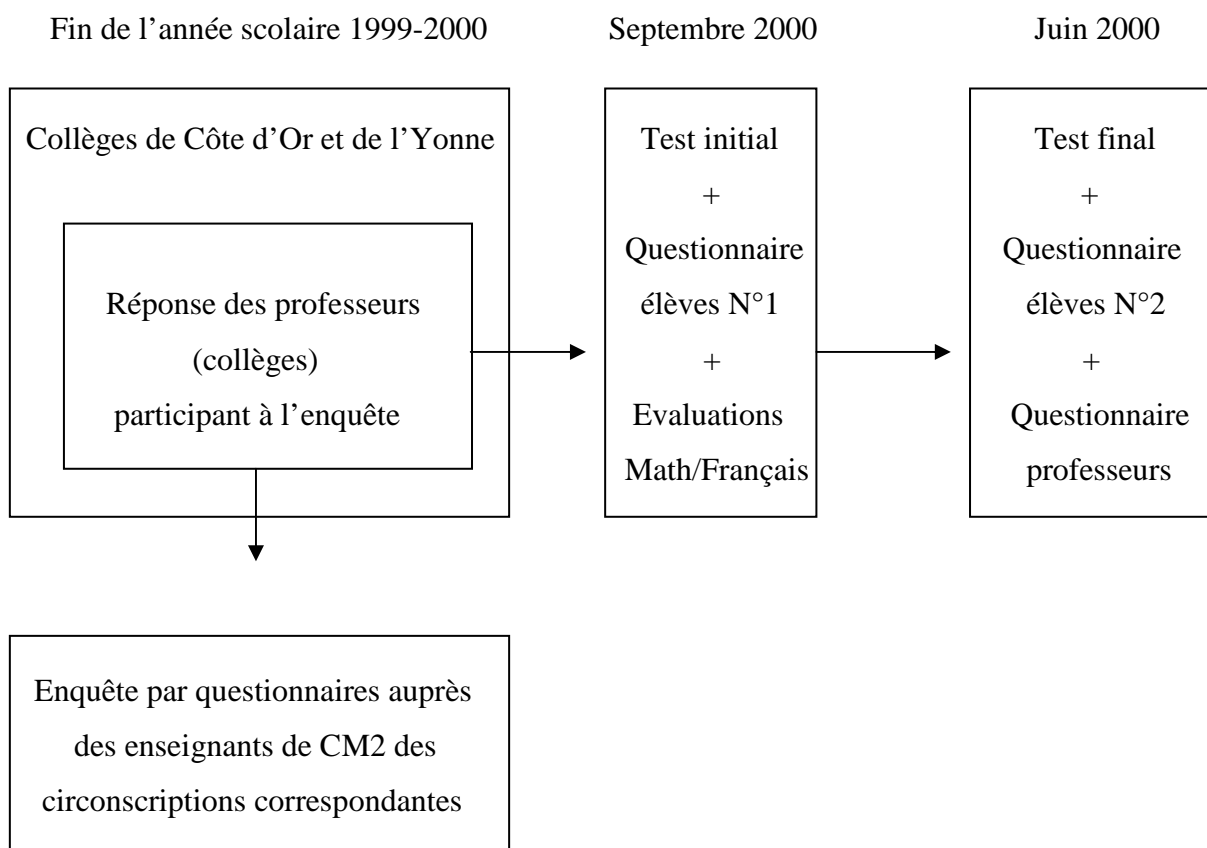 Fin de l’année scolaire 1999-2000
Septembre 2000
Juin 2000
Collèges de Côte d’Or et de l’Yonne
Réponse des professeurs
(collèges)
participant à l’enquête
Test initial
+
Questionnaire
élèves N°1
+
Evaluations
Math/Français
Test final
+
Questionnaire
élèves N°2
+
Questionnaire
professeurs
Enquête par questionnaires auprès
des enseignants de CM2 des
circonscriptions correspondantes